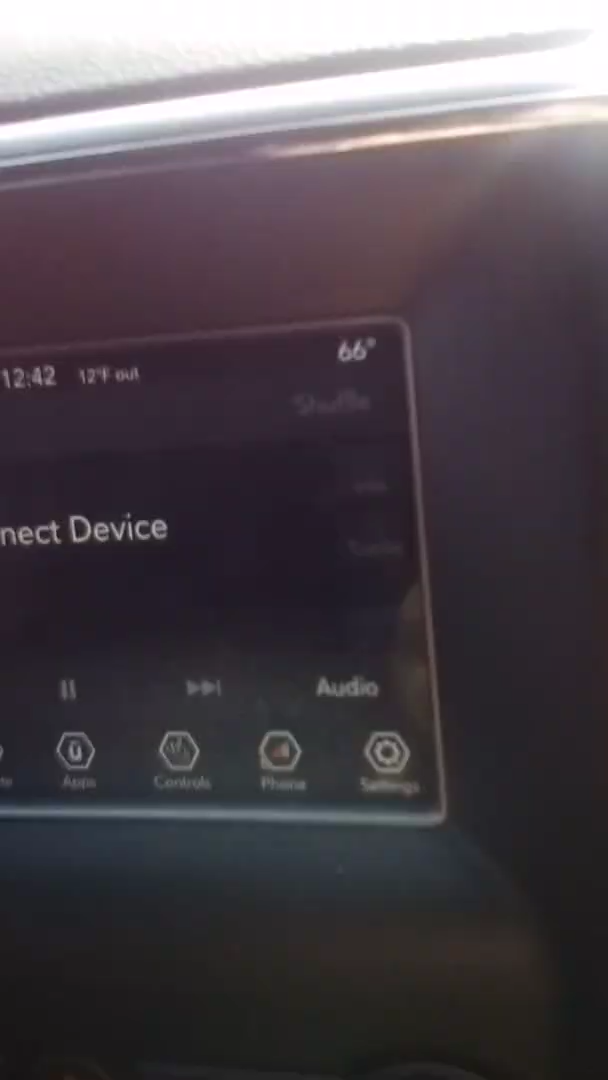 12:42 12°F out 66°
Shuffle
nect Device
Audio
Apps Controls Phone Settings